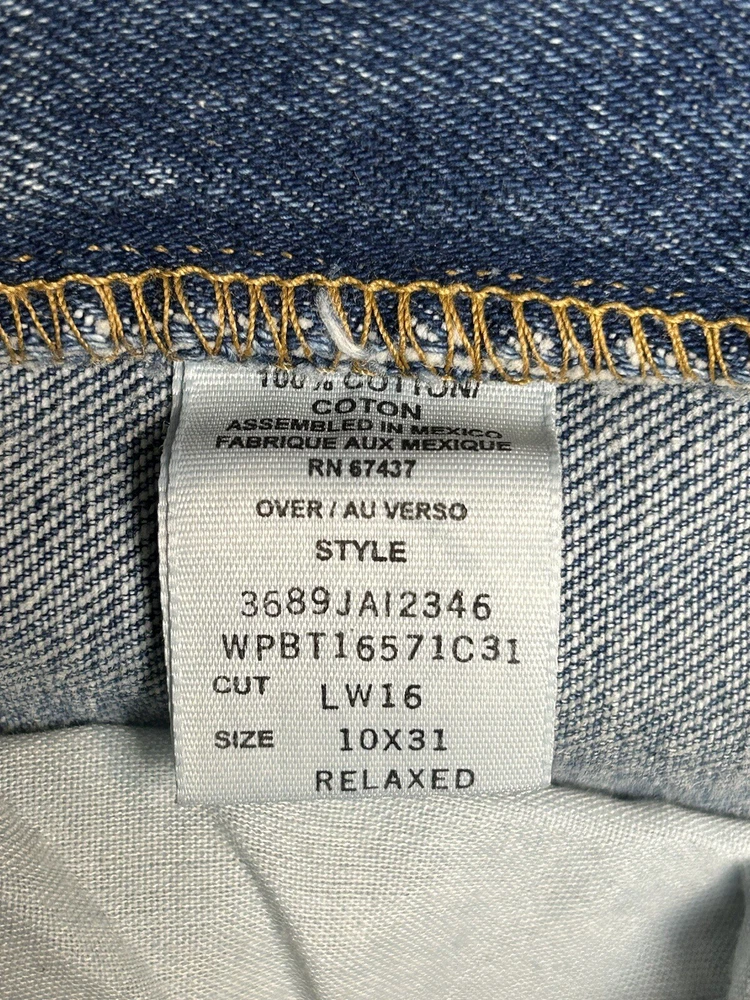 100% COTTON/
COTON
ASSEMBLED IN MEXICO
FABRIQUE AUX MEXIQUE
RN 67437
OVER / AU VERSO
STYLE
3689JAI2346
WPBT16571C31
CUT LW16
SIZE 10X31
RELAXED